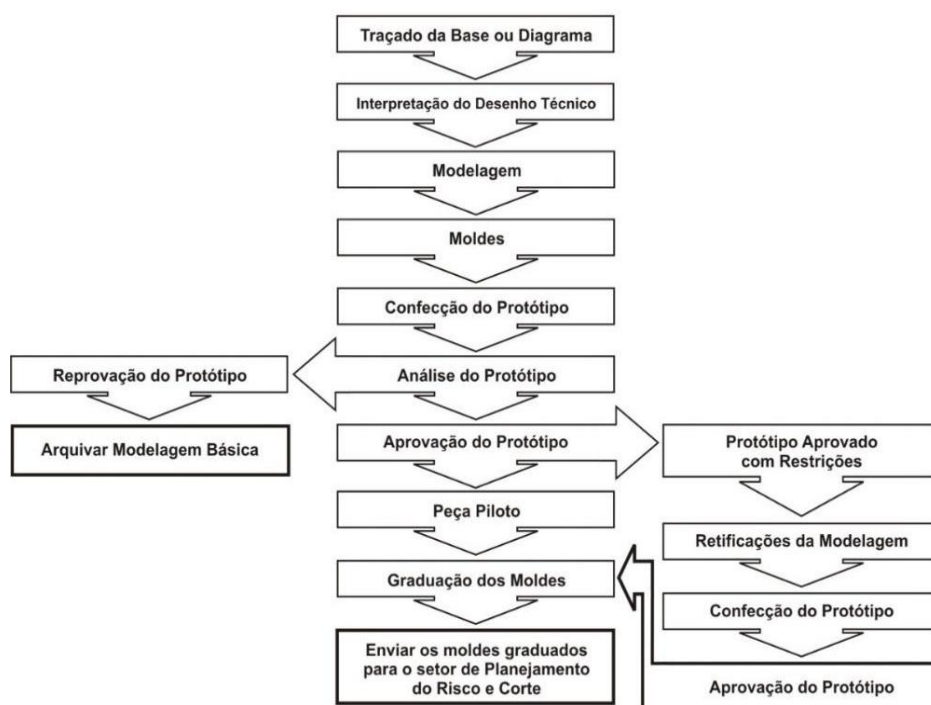 Traçado da Base ou Diagrama
Interpretação do Desenho Técnico
Modelagem
Moldes
Confecção do Protótipo
Análise do Protótipo
Reprovação do Protótipo
Arquivar Modelagem Básica
Aprovação do Protótipo
Protótipo Aprovado
com Restrições
Peça Piloto
Retificações da Modelagem
Graduação dos Moldes
Confecção do Protótipo
Enviar os moldes graduados
para o setor de Planejamento
do Risco e Corte
Aprovação do Protótipo